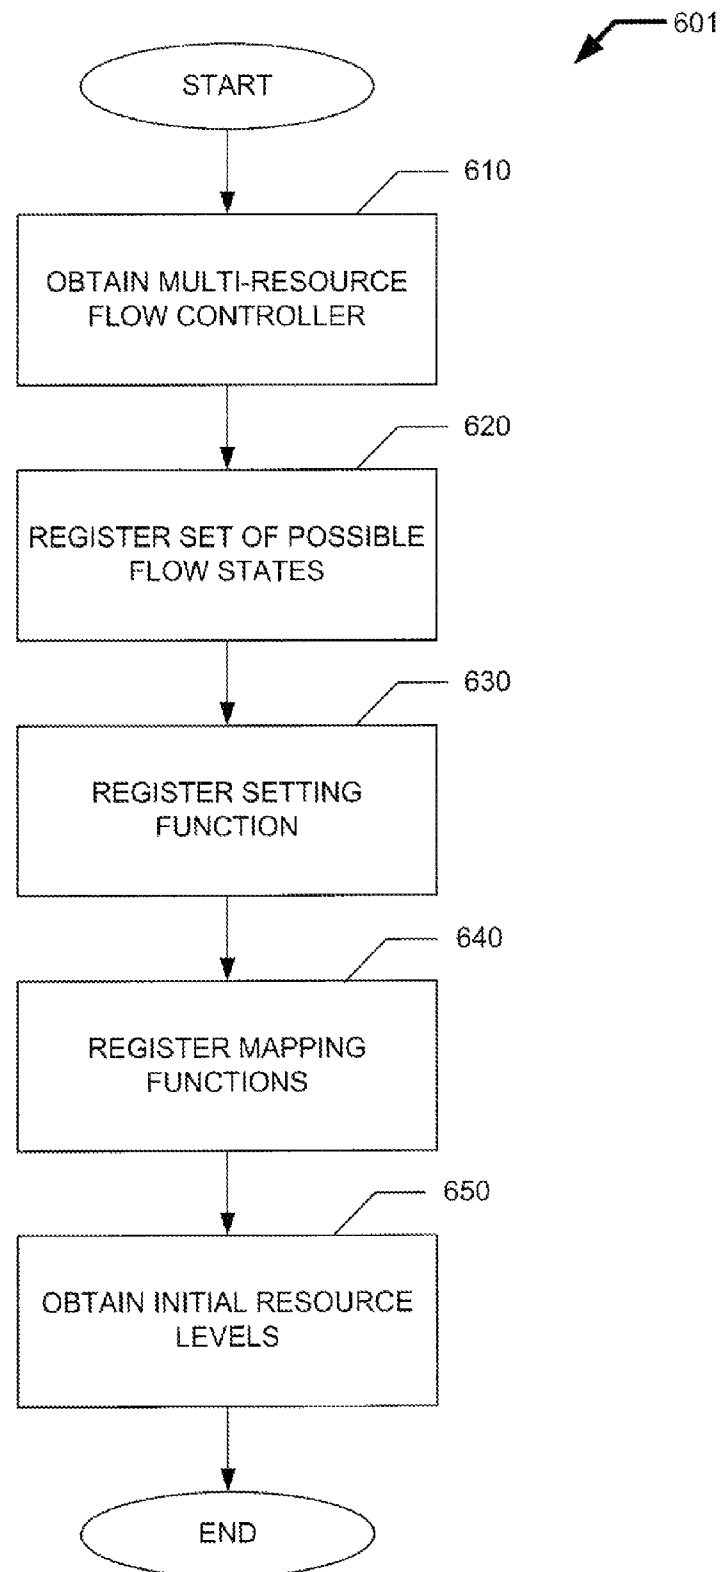 601
START
610
OBTAIN MULTI-RESOURCE
FLOW CONTROLLER
620
REGISTER SET OF POSSIBLE
FLOW STATES
630
REGISTER SETTING
FUNCTION
640
REGISTER MAPPING
FUNCTIONS
650
OBTAIN INITIAL RESOURCE
LEVELS
END